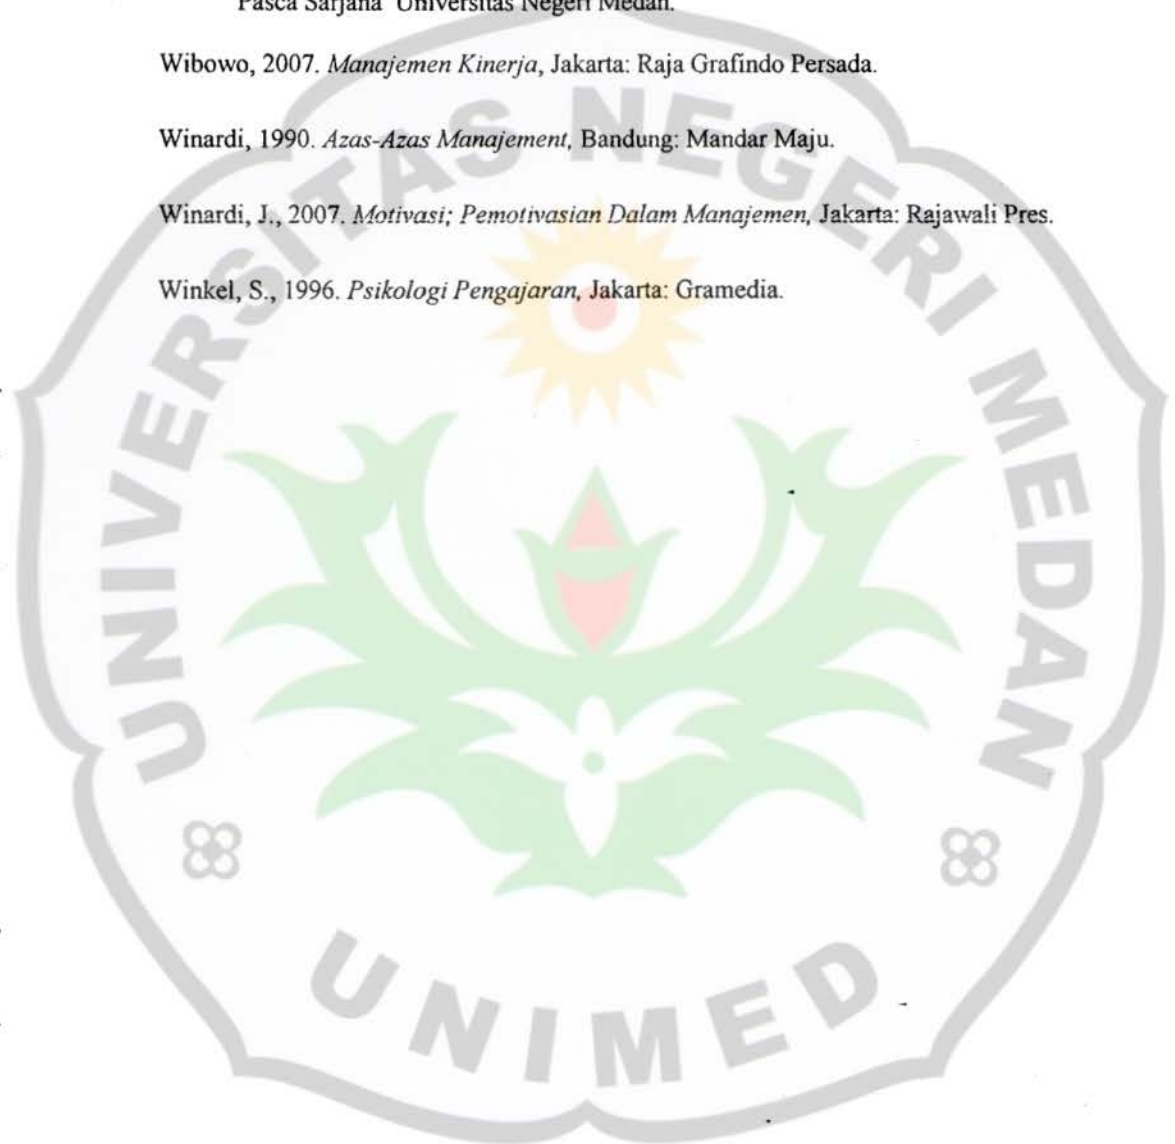 Pasca Sarjana Universitas Negeri Medan.
Wibowo, 2007. Manajemen Kinerja, Jakarta: Raja Grafindo Persada.
Winardi, 1990. Azas-Azas Manajement, Bandung: Mandar Maju.
Winardi, J., 2007. Motivasi; Pemotivasian Dalam Manajemen, Jakarta: Rajawali Pres.
Winkel, S., 1996. Psikologi Pengajaran, Jakarta: Gramedia.
UNIVERSITAS NEGERI MEDAN
UNIMED